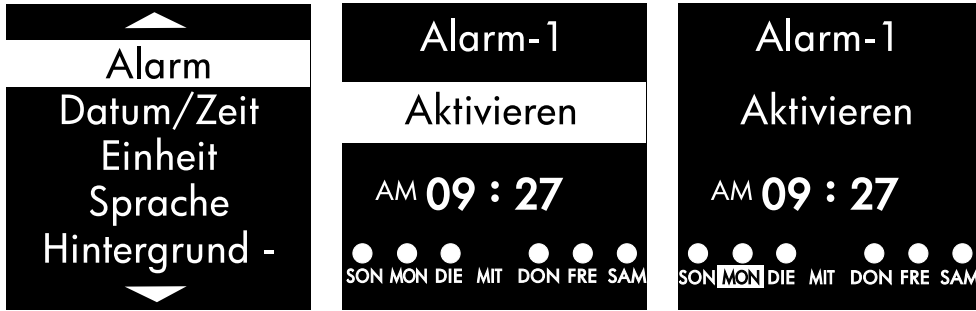 Alarm
Datum/Zeit
Einheit
Sprache
Hintergrund -
Alarm-1
Aktivieren
AM 09 : 27
SON MON DIE MIT DON FRE SAM
Alarm-1
Aktivieren
AM 09 : 27
SON MON DIE MIT DON FRE SAM